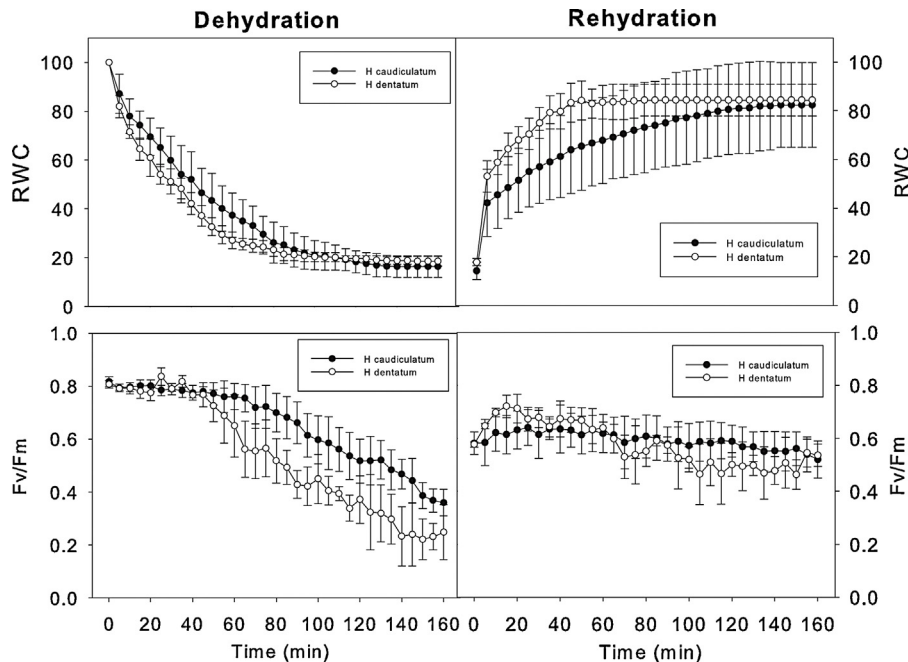 Dehydration
Rehydration
100
80
60
40
20
0
RWC
H caudiculatum
H dentatum
100
80
60
40
20
0
RWC
H caudiculatum
H dentatum
1.0
0.8
0.6
0.4
0.2
0.0
Fv/Fm
H caudiculatum
H dentatum
0 20 40 60 80 100 120 140 160
Time (min)
1.0
0.8
0.6
0.4
0.2
0.0
Fv/Fm
H caudiculatum
H dentatum
0 20 40 60 80 100 120 140 160
Time (min)